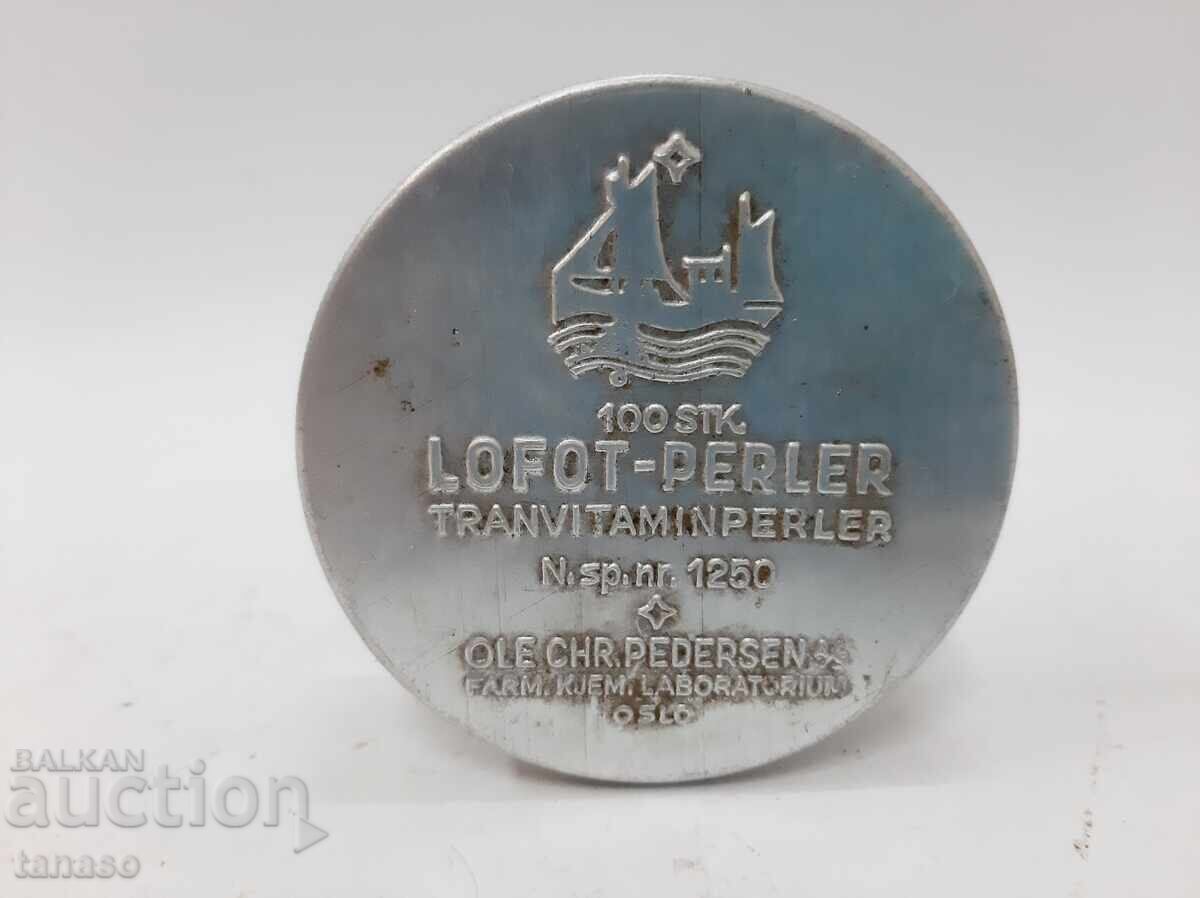 100 STK.
LOFOT-PERLER
TRANVITAMINPERLER
N.sp.nr. 1250
OLE CHR. PEDERSEN A/S
FARM. KJEM. LABORATORIUM
OSLO
BALKAN
auction
tanaso